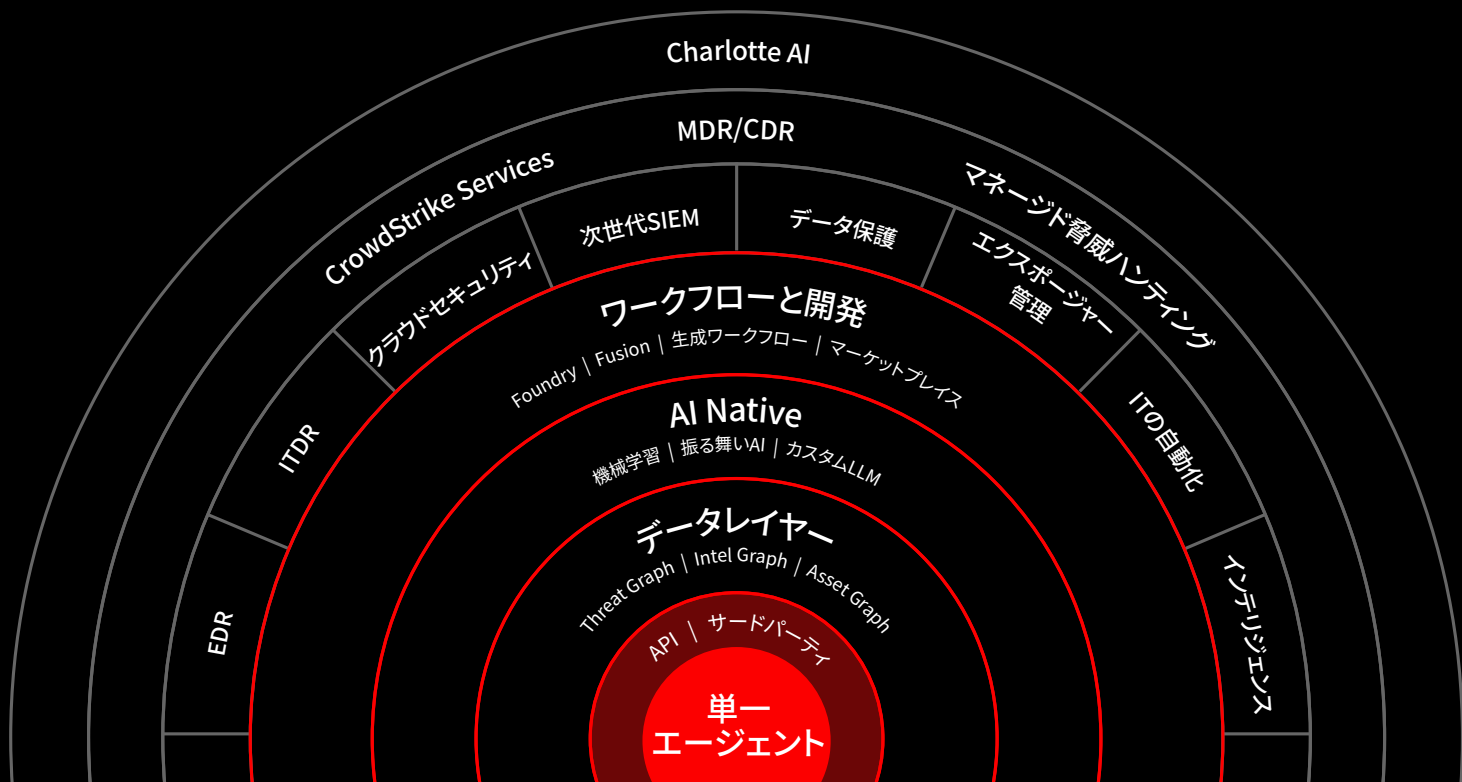 Charlotte AI
CrowdStrike Services
MDR/CDR
マネージド脅威ハンティング
EDR
ITDR
クラウドセキュリティ
次世代SIEM
データ保護
エクスポージャー
管理
ITの自動化
インテリジェンス
ワークフローと開発
Foundry | Fusion | 生成ワークフロー | マーケットプレイス
AI Native
機械学習 | 振る舞いAI | カスタムLLM
データレイヤー
Threat Graph | Intel Graph | Asset Graph
API | サードパーティ
単一
エージェント